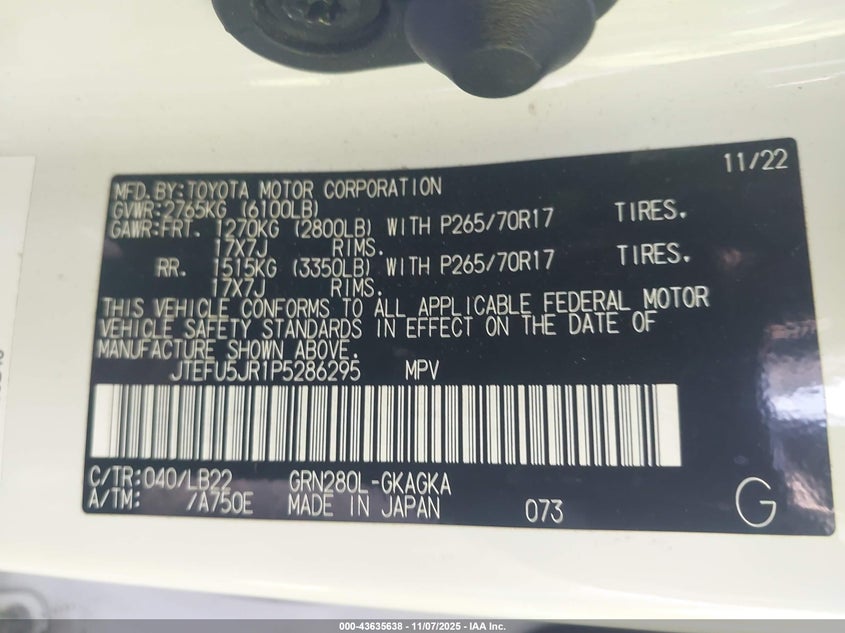 11/22
MFD.BY:TOYOTA MOTOR CORPORATION
GVWR:2765KG (6100LB)
GAWR:FRT. 1270KG (2800LB) WITH P265/70R17 TIRES.
17X7J RIMS.
RR. 1515KG (3350LB) WITH P265/70R17 TIRES.
17X7J RIMS.
THIS VEHICLE CONFORMS TO ALL APPLICABLE FEDERAL MOTOR
VEHICLE SAFETY STANDARDS IN EFFECT ON THE DATE OF
MANUFACTURE SHOWN ABOVE.
JTEFU5JR1P5286295 MPV
C/TR:040/LB22 GRN280L-GKAGKA
A/TM: /A750E MADE IN JAPAN 073 G
000-43635638 - 11/07/2025 - IAA Inc.